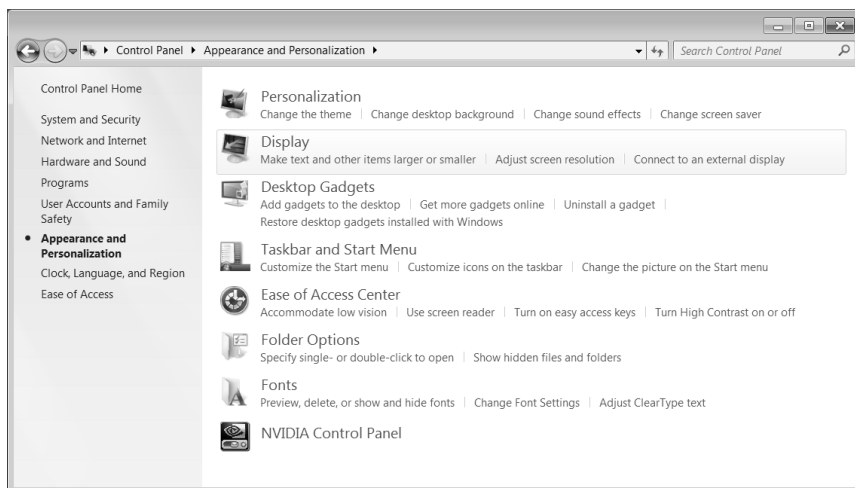 Control Panel Appearance and Personalization Search Control Panel
Control Panel Home
System and Security
Network and Internet
Hardware and Sound
Programs
User Accounts and Family
Safety
Appearance and
Personalization
Clock, Language, and Region
Ease of Access
Personalization
Change the theme Change desktop background Change sound effects Change screen saver
Display
Make text and other items larger or smaller Adjust screen resolution Connect to an external display
Desktop Gadgets
Add gadgets to the desktop Get more gadgets online Uninstall a gadget
Restore desktop gadgets installed with Windows
Taskbar and Start Menu
Customize the Start menu Customize icons on the taskbar Change the picture on the Start menu
Ease of Access Center
Accommodate low vision Use screen reader Turn on easy access keys Turn High Contrast on or off
Folder Options
Specify single- or double-click to open Show hidden files and folders
Fonts
Preview, delete, or show and hide fonts Change Font Settings Adjust ClearType text
NVIDIA Control Panel